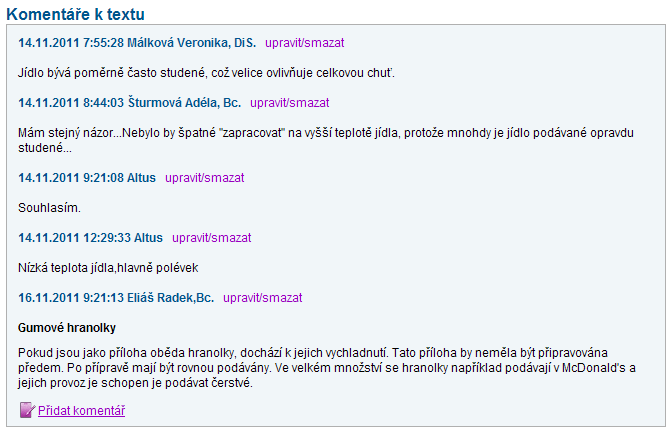 Komentáře k textu
14.11.2011 7:55:28 Málková Veronika, DiS. upravit/smazat
Jídlo bývá poměrně často studené, což velice ovlivňuje celkovou chuť.
14.11.2011 8:44:03 Šturmová Adéla, Bc. upravit/smazat
Mám stejný názor...Nebylo by špatné "zapracovat" na vyšší teplotě jídla, protože mnohdy je jídlo podávané opravdu
studené...
14.11.2011 9:21:08 Altus upravit/smazat
Souhlasím.
14.11.2011 12:29:33 Altus upravit/smazat
Nízká teplota jídla,hlavně polévek
16.11.2011 9:21:13 Eliáš Radek,Bc. upravit/smazat
Gumové hranolky
Pokud jsou jako příloha oběda hranolky, dochází k jejich vychladnutí. Tato příloha by neměla být připravována
předem. Po přípravě mají být rovnou podávány. Ve velkém množství se hranolky například podávají v McDonald's a
jejich provoz je schopen je podávat čerstvé.
Přidat komentář